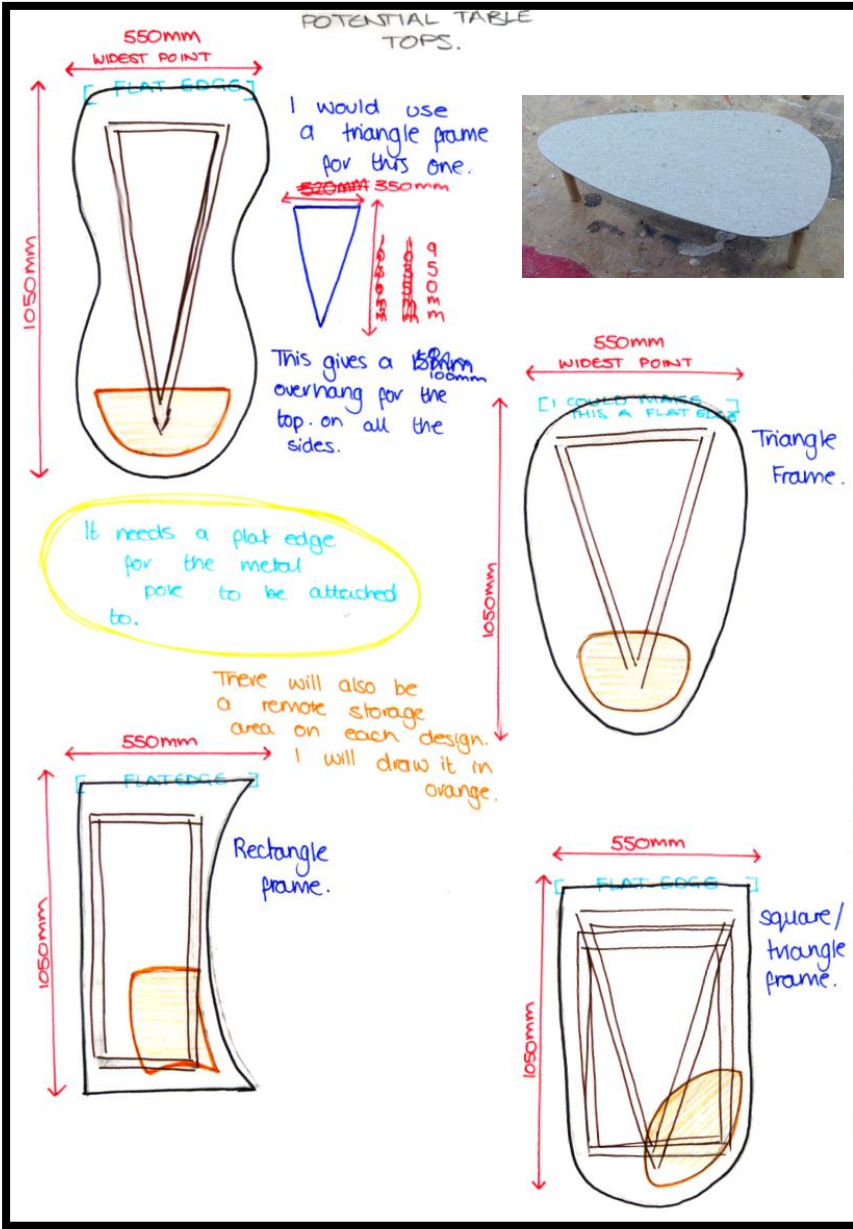 POTENTIAL TABLE
TOPS.
550mm
WIDEST POINT
[ FLAT EDGE ]
1050mm
I would use
a triangle frame
for this one.
520mm 350mm
950mm
This gives a
100mm
overhang for the
top. on all the
sides.
550mm
WIDEST POINT
[I COULD MAKE
THIS A FLAT EDGE]
1050mm
Triangle
Frame.
It needs a flat edge
for the metal
pole to be attached
to.
There will also be
a remote storage
area on each design.
I will draw it in
orange.
550mm
[ FLAT EDGE ]
1050mm
Rectangle
frame.
550mm
[ FLAT EDGE ]
1050mm
square/
triangle
frame.